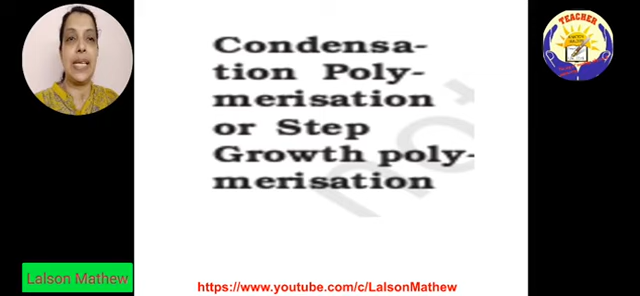 Condensa-
tion Poly-
merisation
or Step
Growth poly-
merisation
TEACHER
Lalson Mathew
https://www.youtube.com/c/LalsonMathew